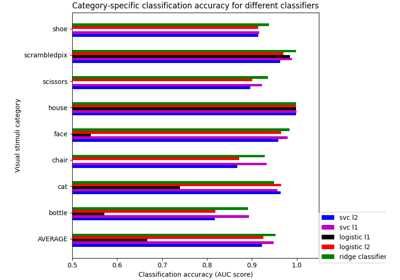 Category-specific classification accuracy for different classifiers
shoe
scrambledpix
scissors
house
face
chair
cat
bottle
AVERAGE
Visual stimuli category
0.5 0.6 0.7 0.8 0.9 1.0
Classification accuracy (AUC score)
svc l2
svc l1
logistic l1
logistic l2
ridge classifier